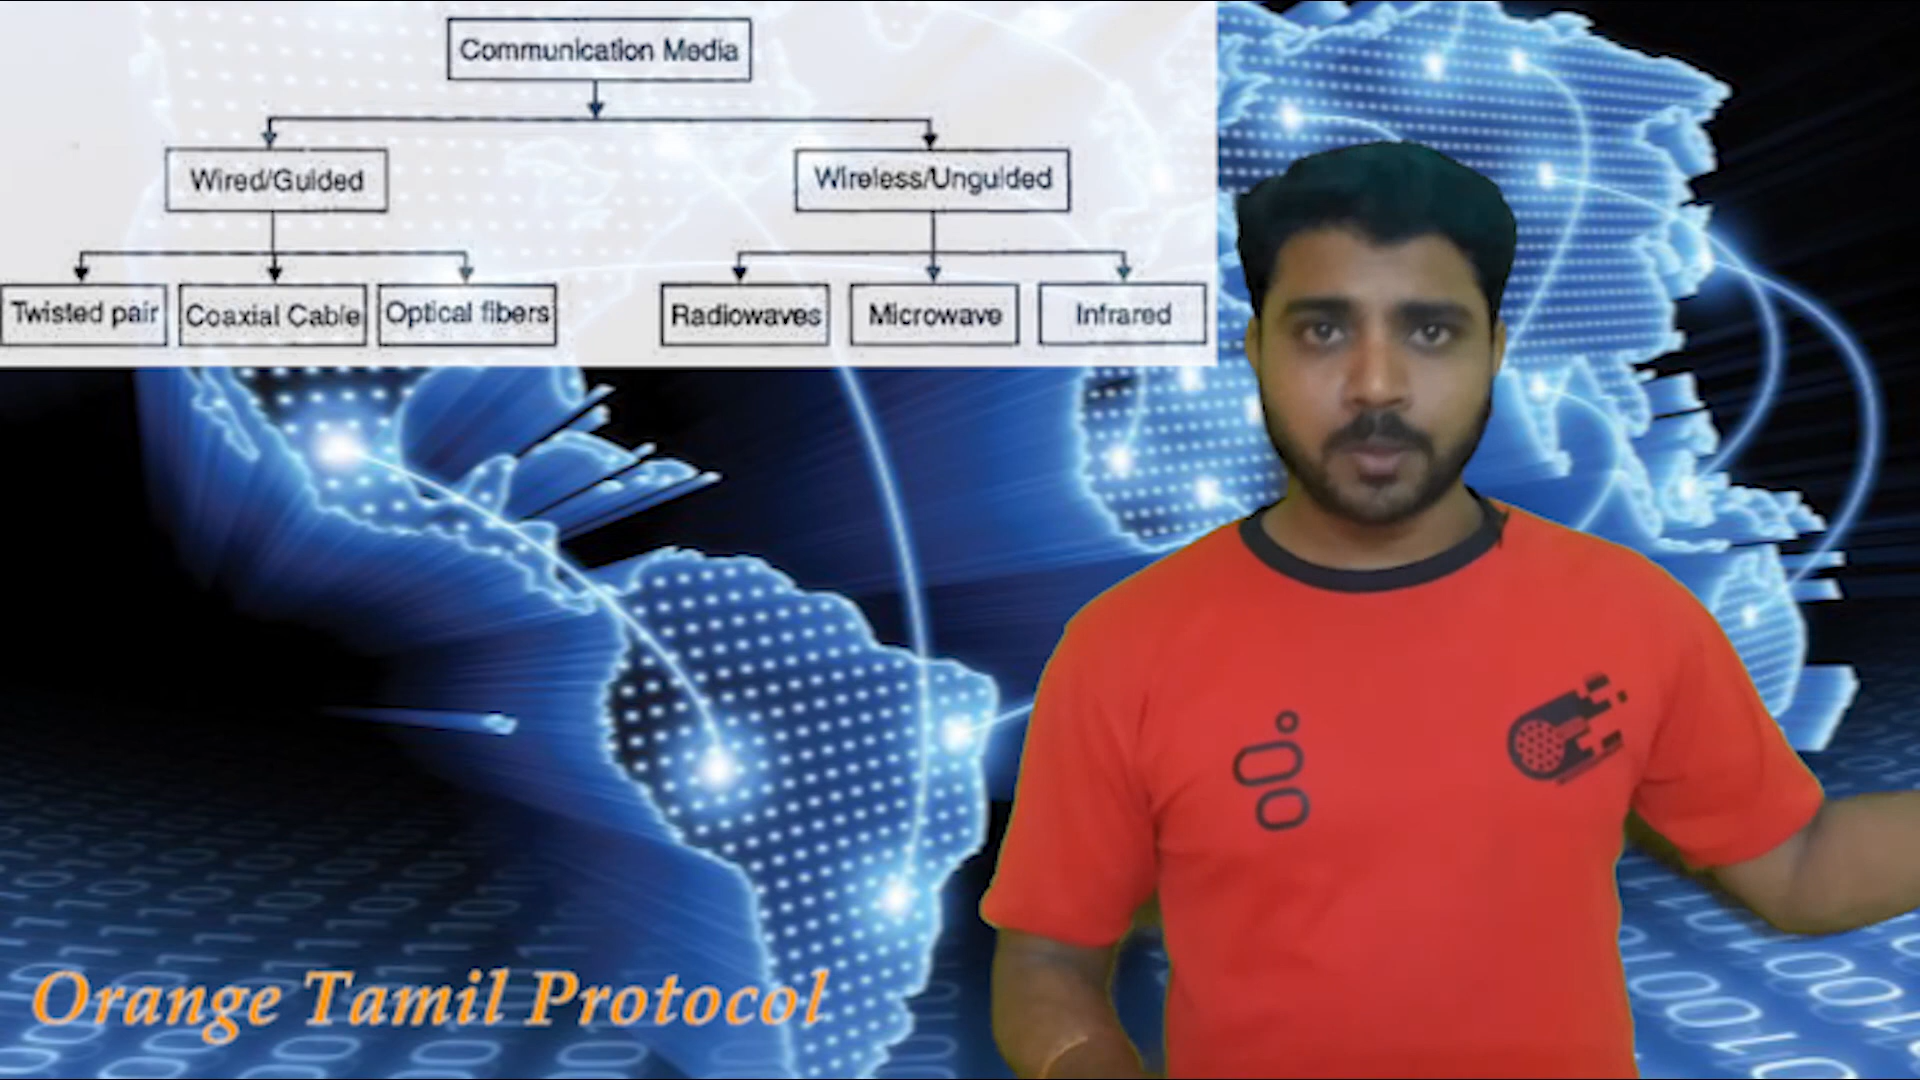 Communication Media
Wired/Guided
Wireless/Unguided
Twisted pair
Coaxial Cable
Optical fibers
Radiowaves
Microwave
Infrared
Orange Tamil Protocol